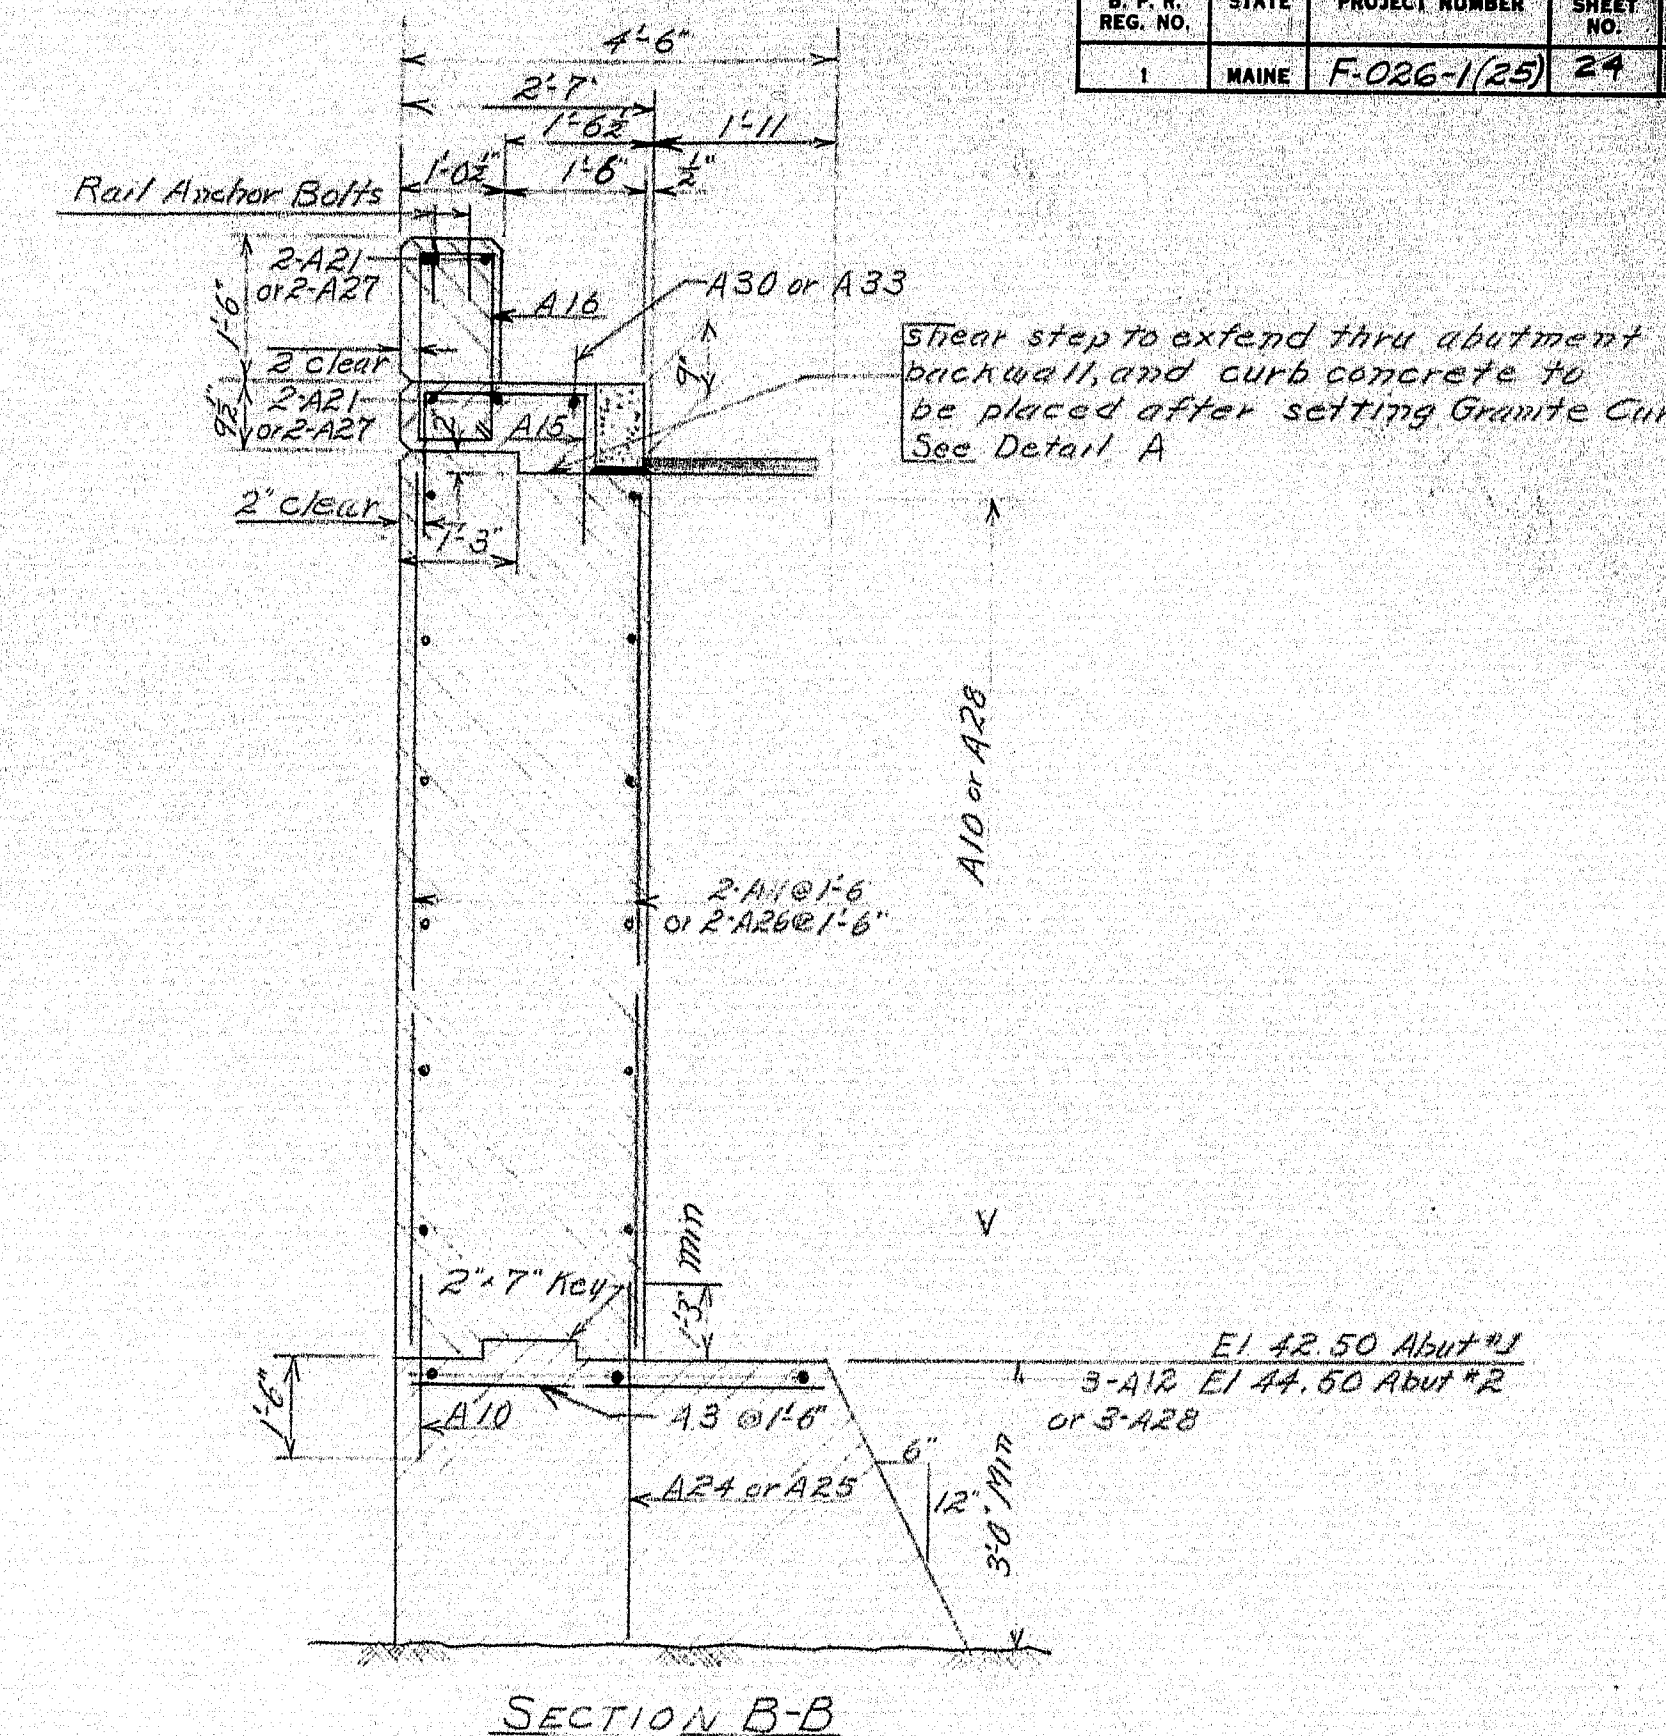 B. P. R.
REG. NO.
STATE
PROJECT NUMBER
SHEET
NO.
1
MAINE
F-026-1(25)
24
4'-6"
2'-7"
1'-6½"
1'-11
1'-0½"
1'-6"
½"
Rail Anchor Bolts
2-A21
or 2-A27
A16
A30 or A33
1'-6"
2 clear
9"
shear step to extend thru abutment
backwall, and curb concrete to
be placed after setting Granite Cur
See Detail A
2-A21
or 2-A27
9½"
2"
A15
2" clear
1'-3"
A10 or A28
@ 1'-6
or 2-A26 @ 1'-6"
1'-3" min
2" x 7" Key
El 42.50 Abut #1
3-A12 El 44.50 Abut #2
or 3-A28
1'-6"
A10
A3 @ 1'-6"
6"
12"
3'-0" Min
A24 or A25
SECTION B-B